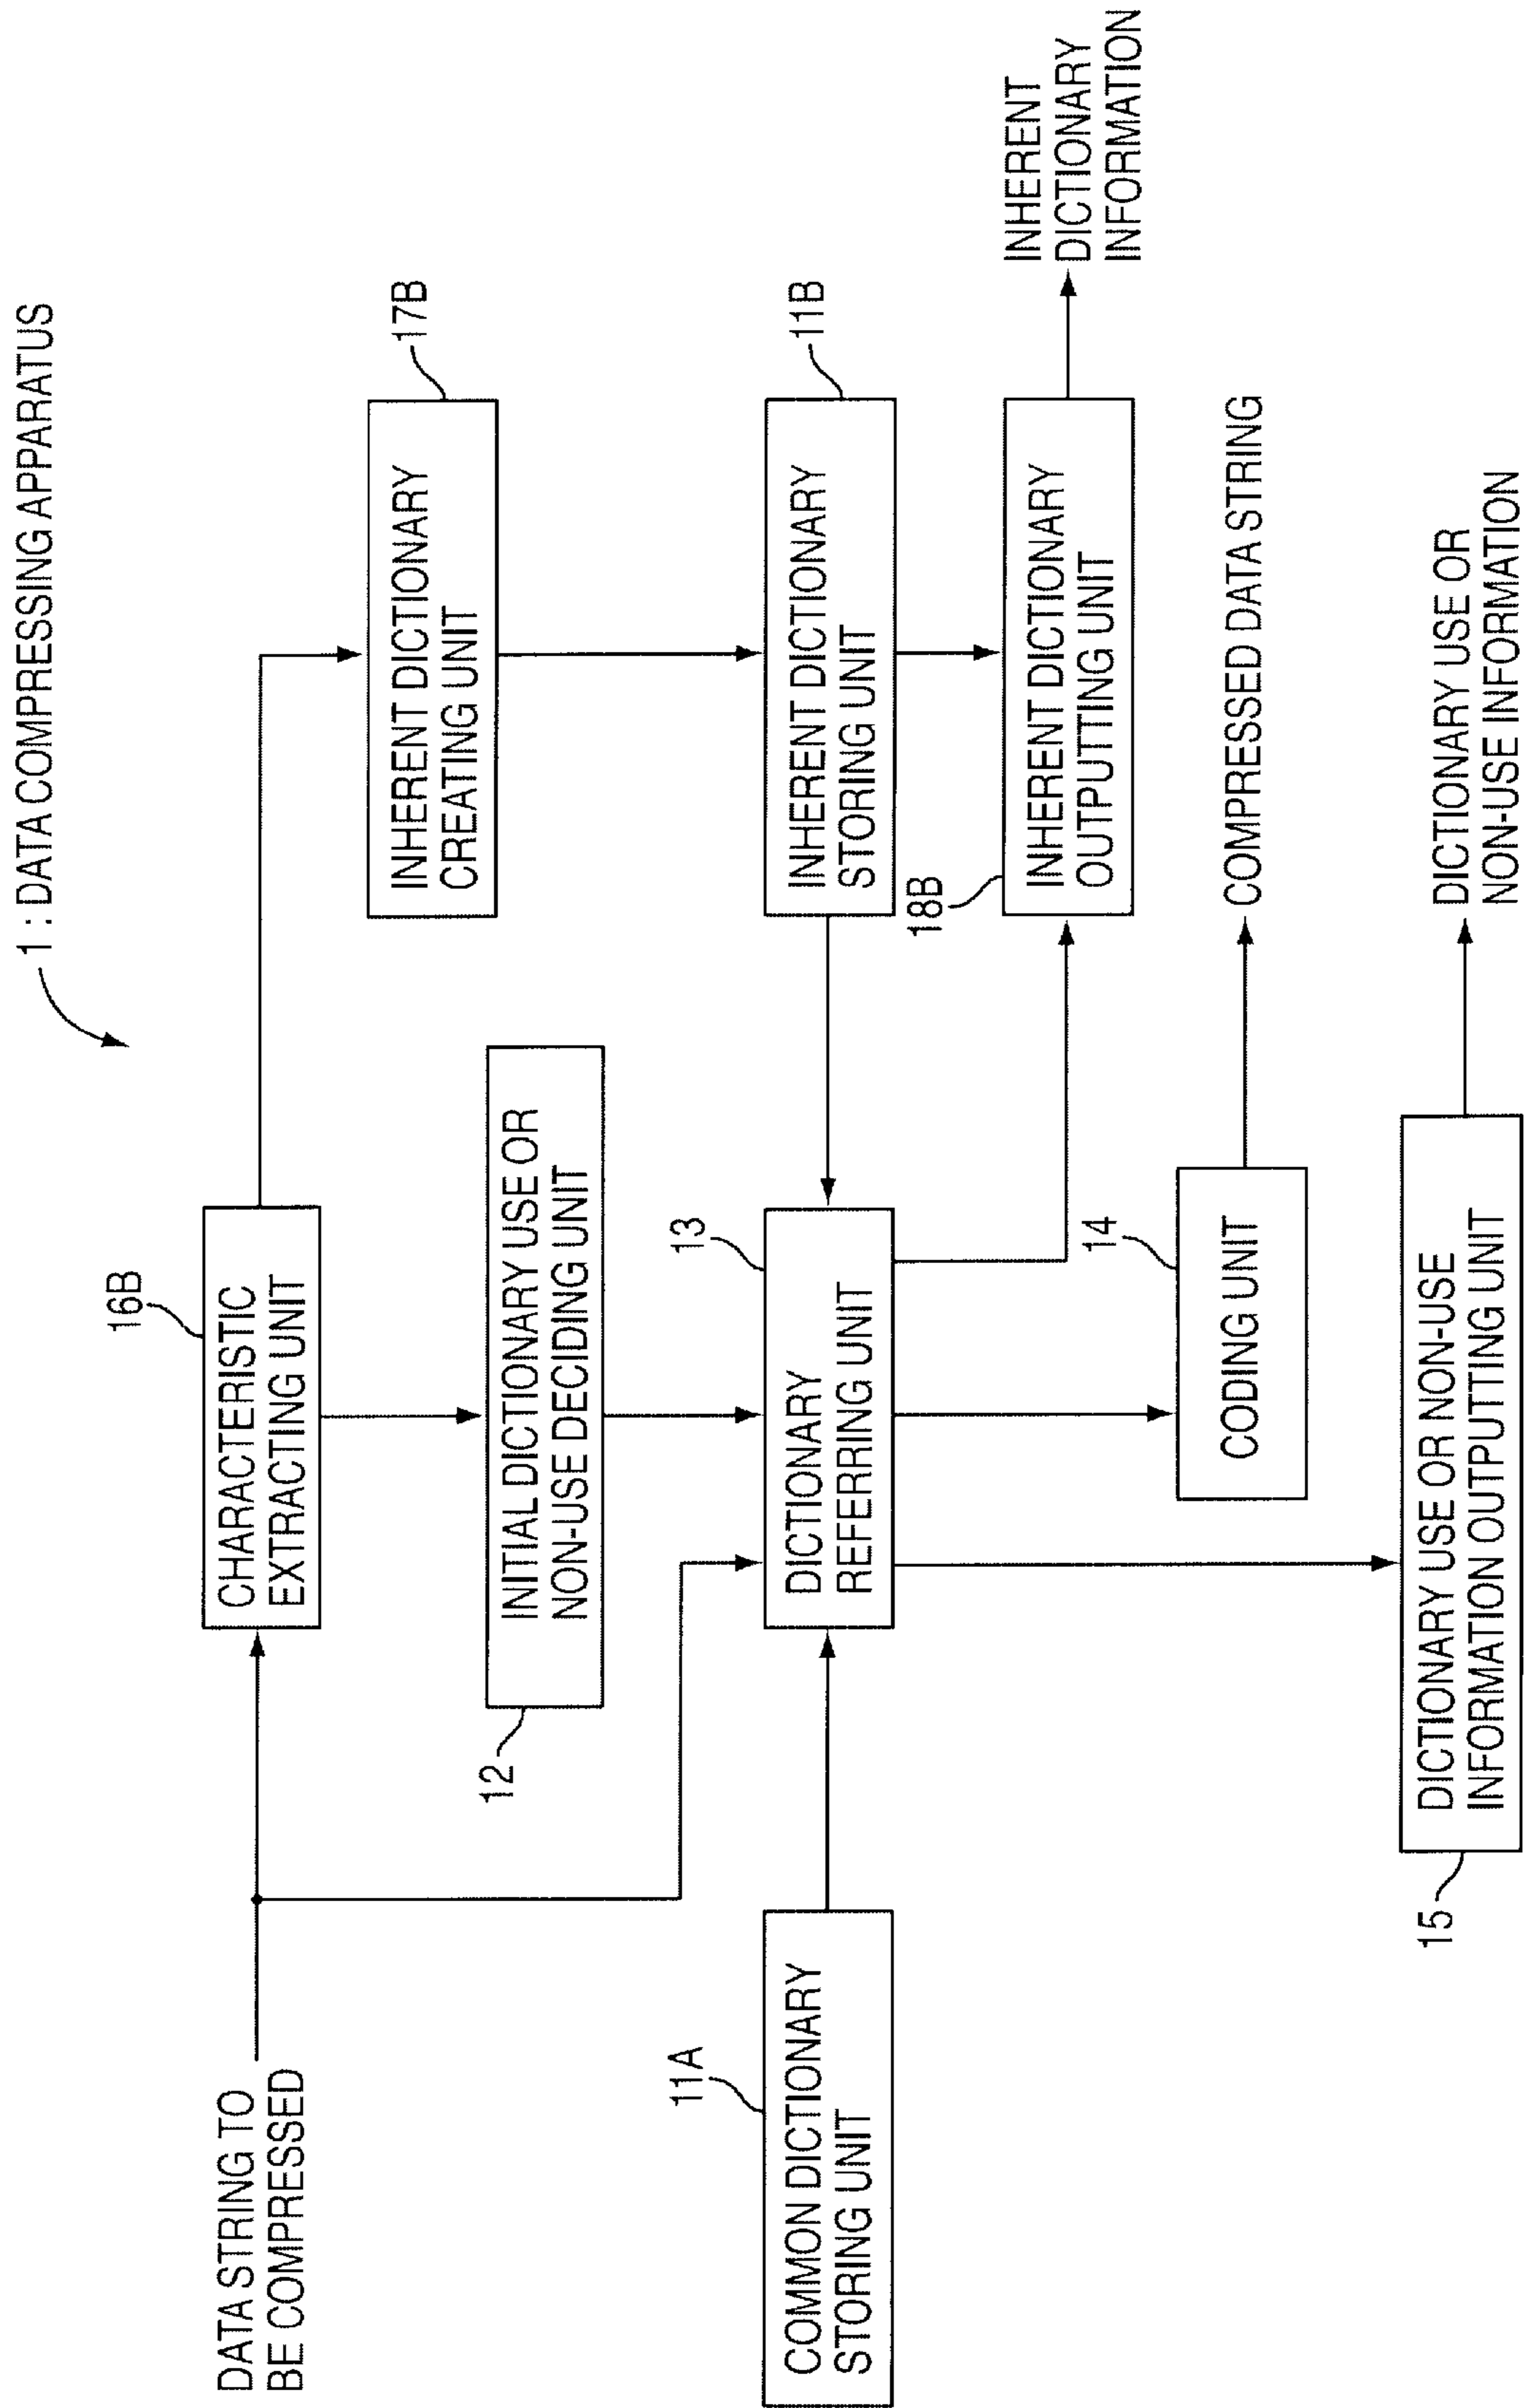 1 : DATA COMPRESSING APPARATUS
DATA STRING TO
BE COMPRESSED
16B
CHARACTERISTIC
EXTRACTING UNIT
17B
INHERENT DICTIONARY
CREATING UNIT
12
INITIAL DICTIONARY USE OR
NON-USE DECIDING UNIT
11A
COMMON DICTIONARY
STORING UNIT
13
DICTIONARY
REFERRING UNIT
11B
INHERENT DICTIONARY
STORING UNIT
18B
INHERENT DICTIONARY
OUTPUTTING UNIT
INHERENT
DICTIONARY
INFORMATION
14
CODING UNIT
COMPRESSED DATA STRING
15
DICTIONARY USE OR NON-USE
INFORMATION OUTPUTTING UNIT
DICTIONARY USE OR
NON-USE INFORMATION